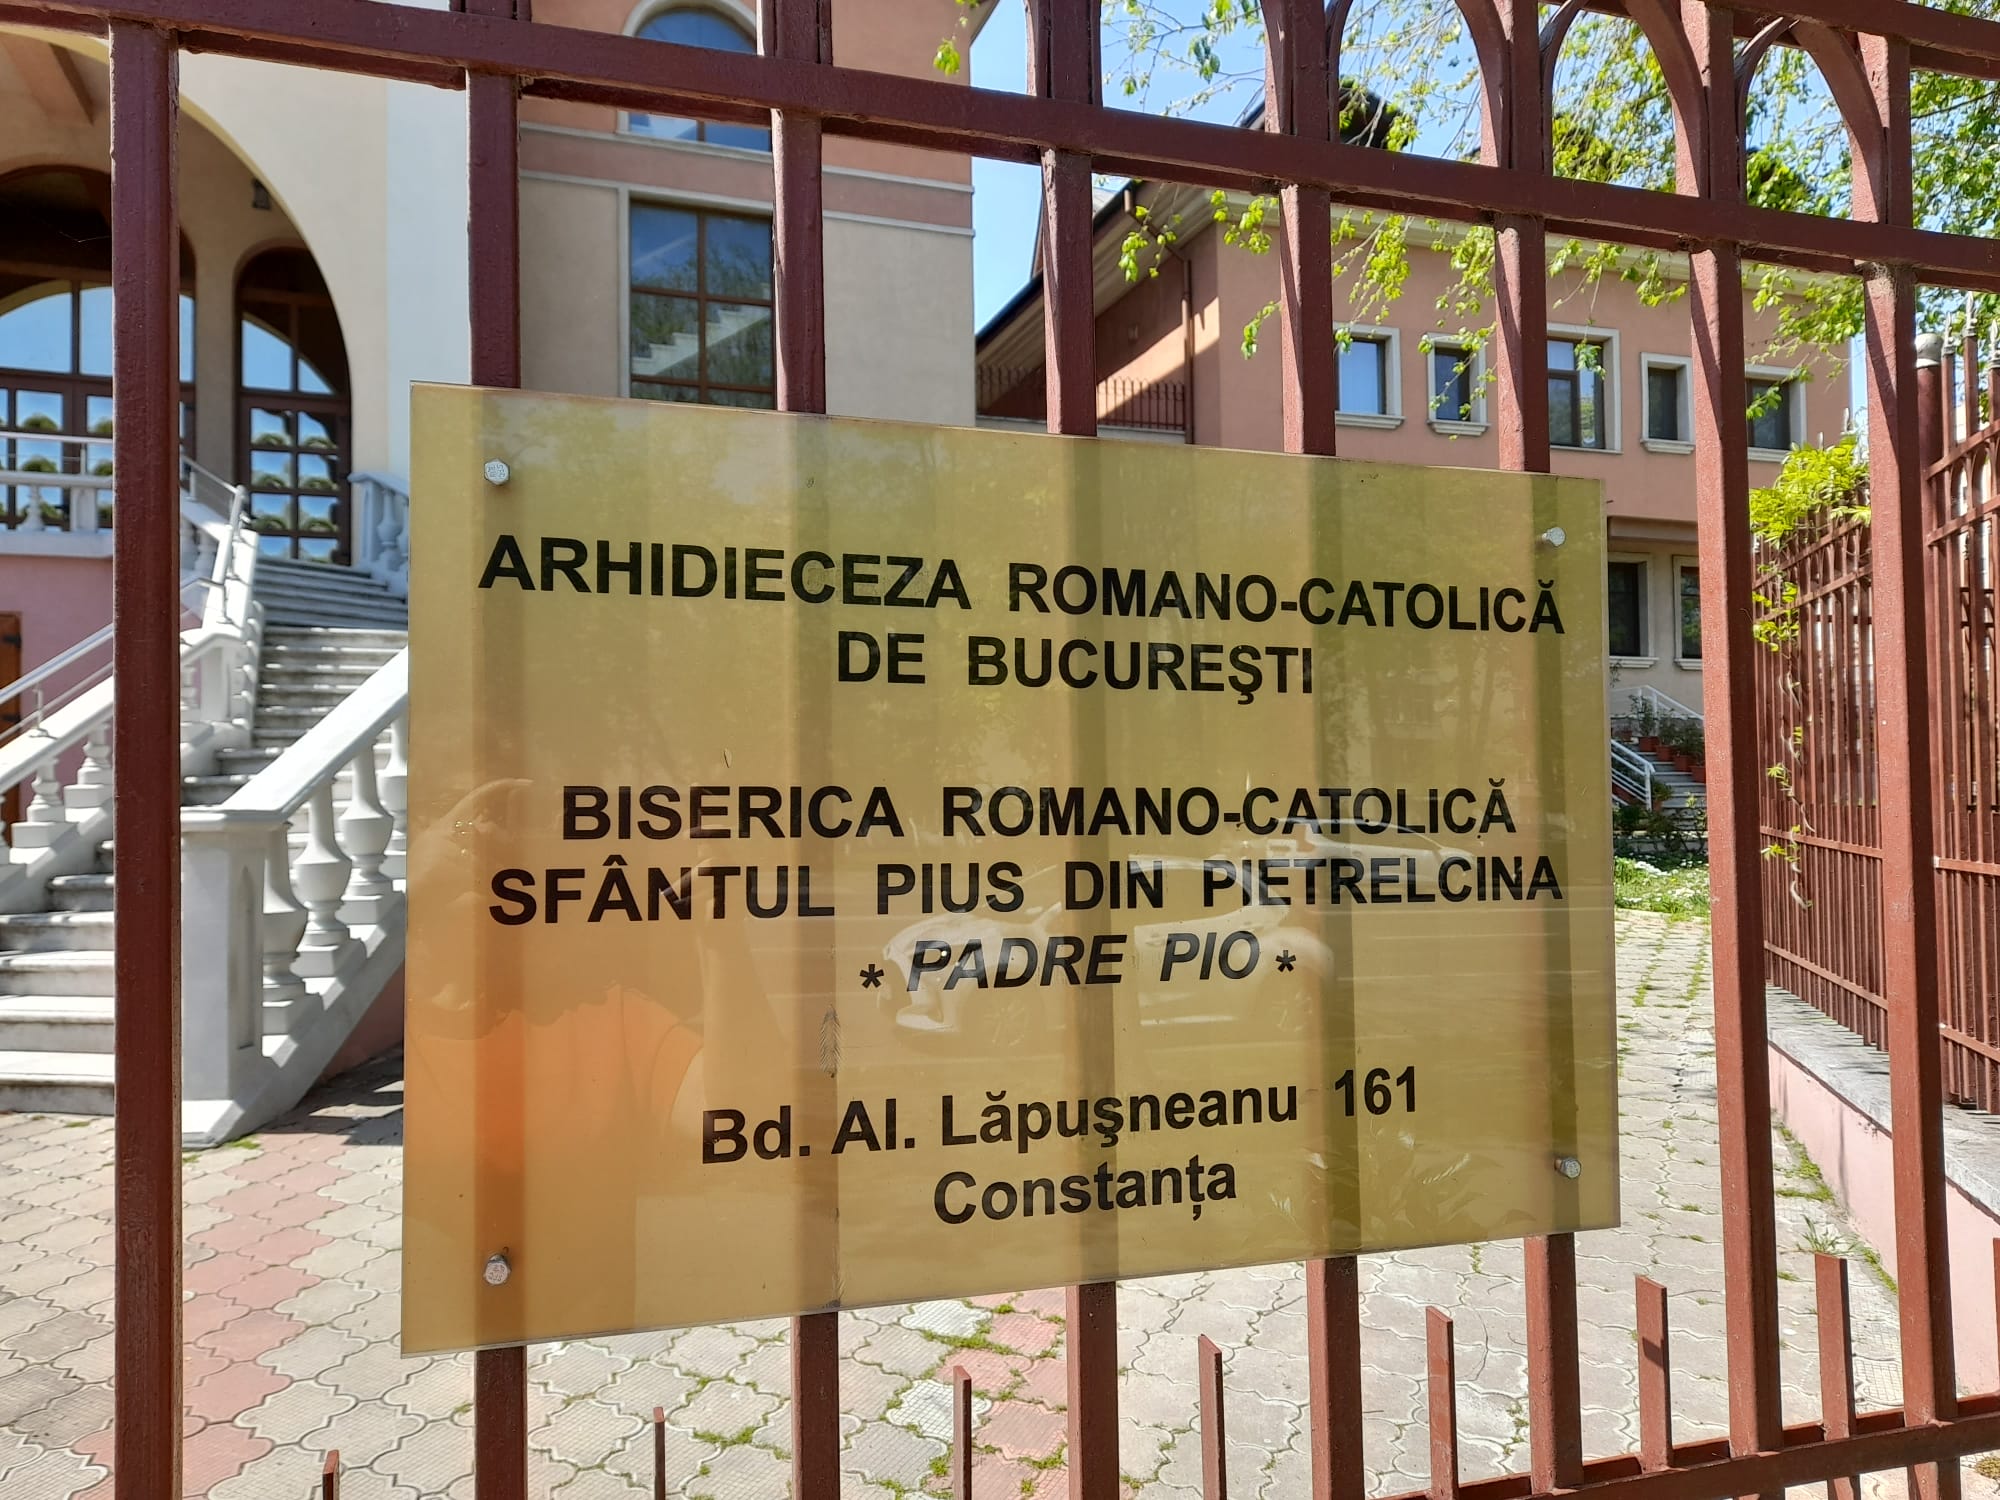 ARHIDIECEZA ROMANO-CATOLICĂ
DE BUCUREŞTI
BISERICA ROMANO-CATOLICĂ
SFÂNTUL PIUS DIN PIETRELCINA
* PADRE PIO *
Bd. Al. Lăpuşneanu 161
Constanța